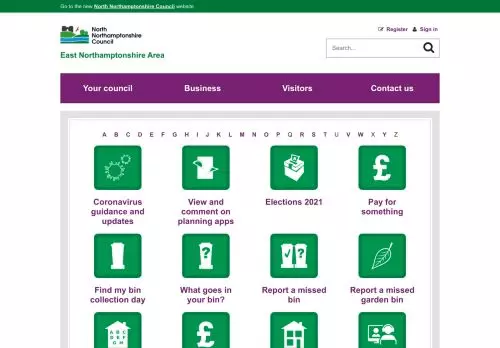 Go to the new North Northamptonshire Council website
North
Northamptonshire
Council
East Northamptonshire Area
Register Sign in
Search...
Your council Business Visitors Contact us
A B C D E F G H I J K L M N O P Q R S T U V W X Y Z
Coronavirus guidance and updates
View and comment on planning apps
Elections 2021
Pay for something
Find my bin collection day
What goes in your bin?
Report a missed bin
Report a missed garden bin
A B C
D E F
G H